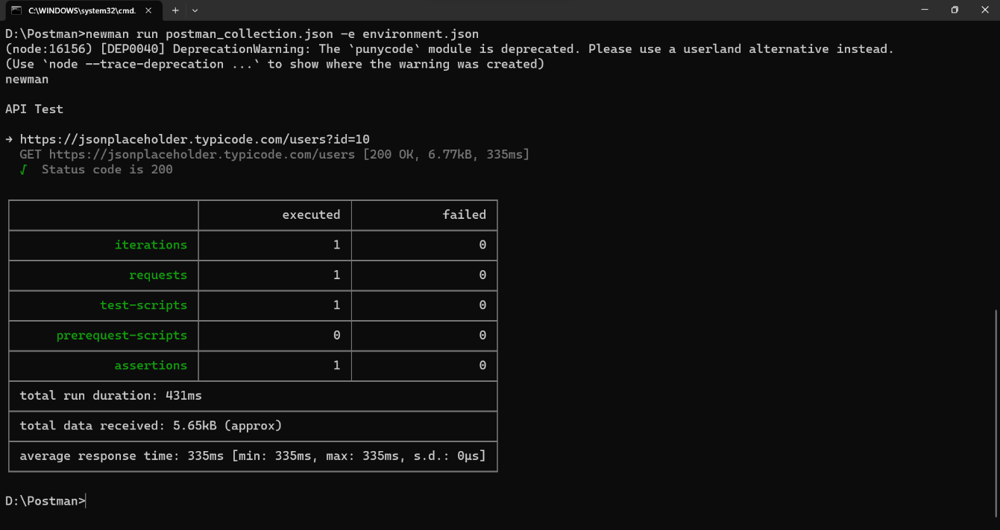 C:\WINDOWS\system32\cmd.
D:\Postman>newman run postman_collection.json -e environment.json
(node:16156) [DEP0040] DeprecationWarning: The `punycode` module is deprecated. Please use a userland alternative instead.
(Use `node --trace-deprecation ...` to show where the warning was created)
newman
API Test
→ https://jsonplaceholder.typicode.com/users?id=10
GET https://jsonplaceholder.typicode.com/users [200 OK, 6.77kB, 335ms]
√ Status code is 200
executed failed
iterations 1 0
requests 1 0
test-scripts 1 0
prerequest-scripts 0 0
assertions 1 0
total run duration: 431ms
total data received: 5.65kB (approx)
average response time: 335ms [min: 335ms, max: 335ms, s.d.: 0µs]
D:\Postman>